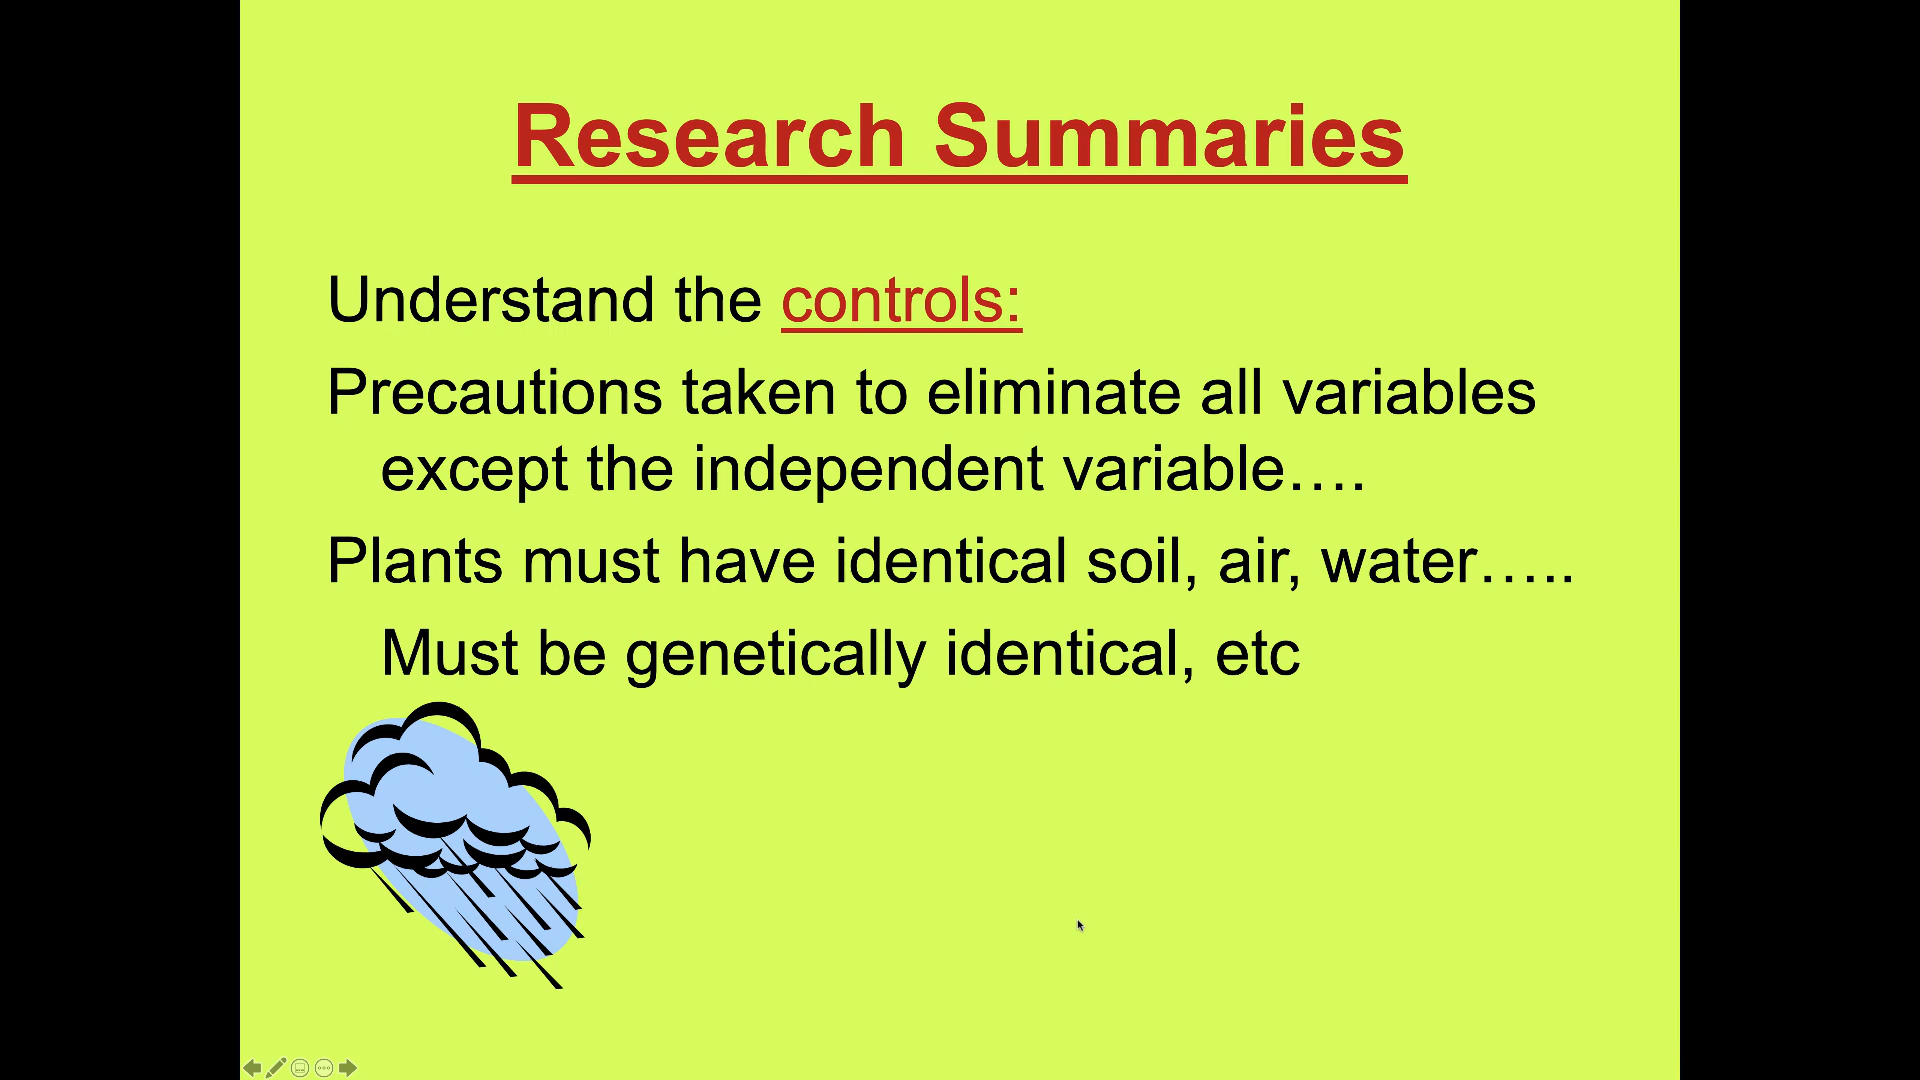 Research Summaries
Understand the controls:
Precautions taken to eliminate all variables
except the independent variable….
Plants must have identical soil, air, water…..
Must be genetically identical, etc